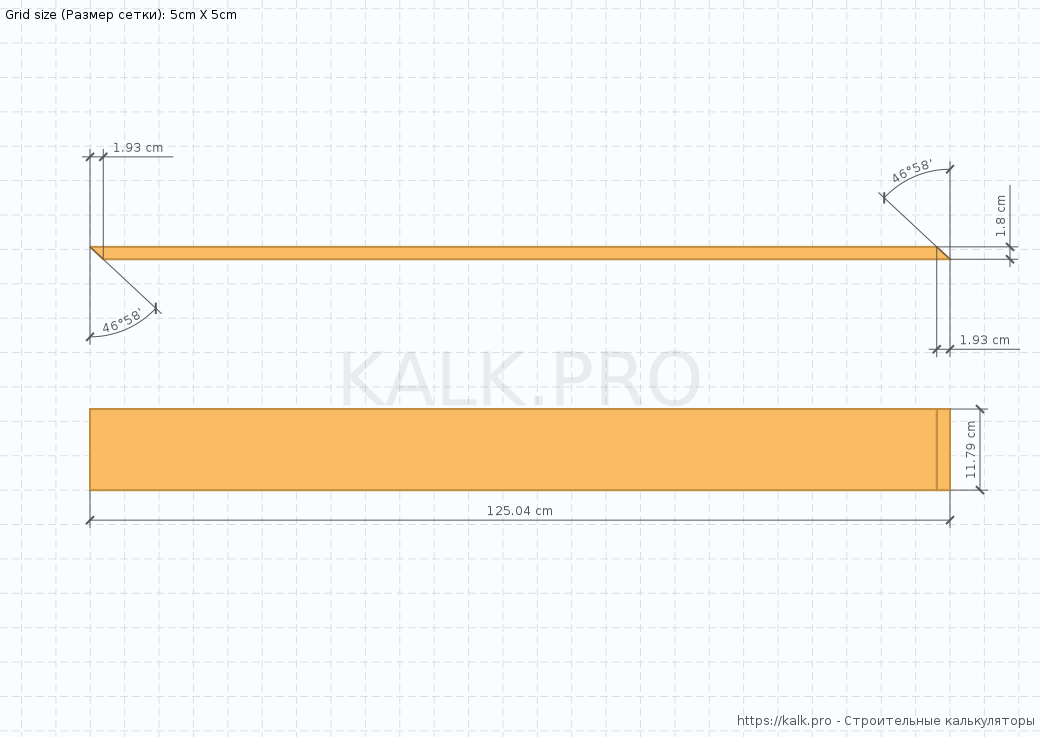 Grid size (Размер сетки): 5cm X 5cm
1.93 cm
46°58'
1.8 cm
46°58'
1.93 cm
KALK.PRO
11.79 cm
125.04 cm
https://kalk.pro - Строительные калькуляторы